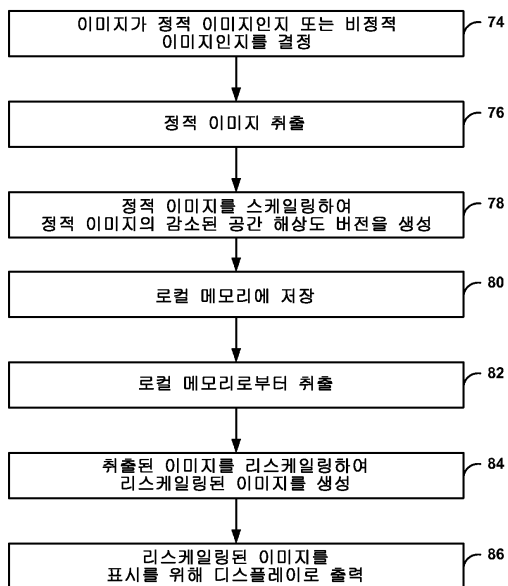 이미지가 정적 이미지인지 또는 비정적
이미지인지를 결정
74
정적 이미지 취출
76
정적 이미지를 스케일링하여
정적 이미지의 감소된 공간 해상도 버전을 생성
78
로컬 메모리에 저장
80
로컬 메모리로부터 취출
82
취출된 이미지를 리스케일링하여
리스케일링된 이미지를 생성
84
리스케일링된 이미지를
표시를 위해 디스플레이로 출력
86